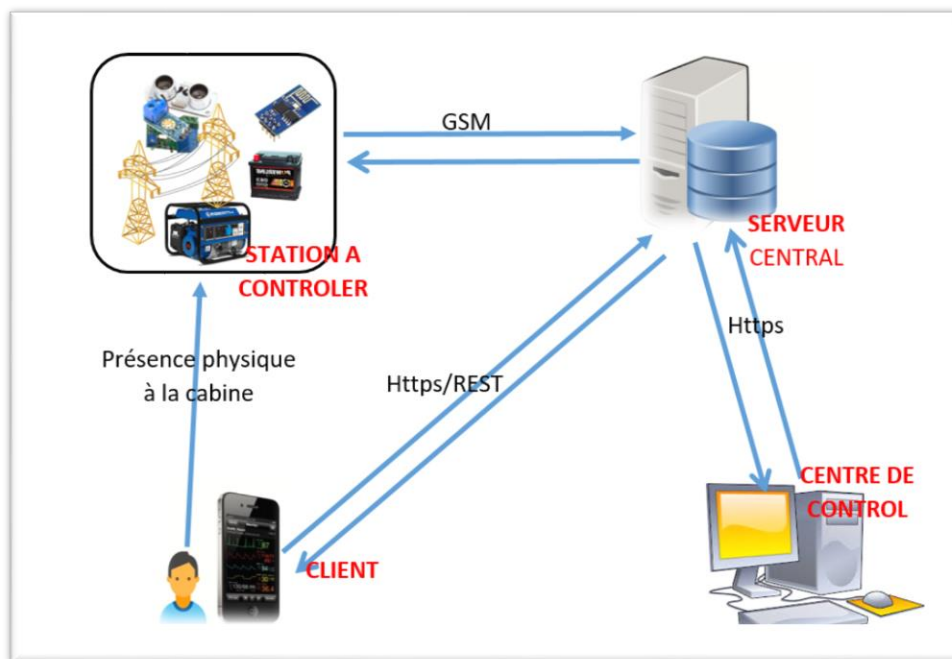 GSM
STATION A
CONTROLER
SERVEUR
CENTRAL
Présence physique
à la cabine
Https/REST
Https
CLIENT
CENTRE DE
CONTROL